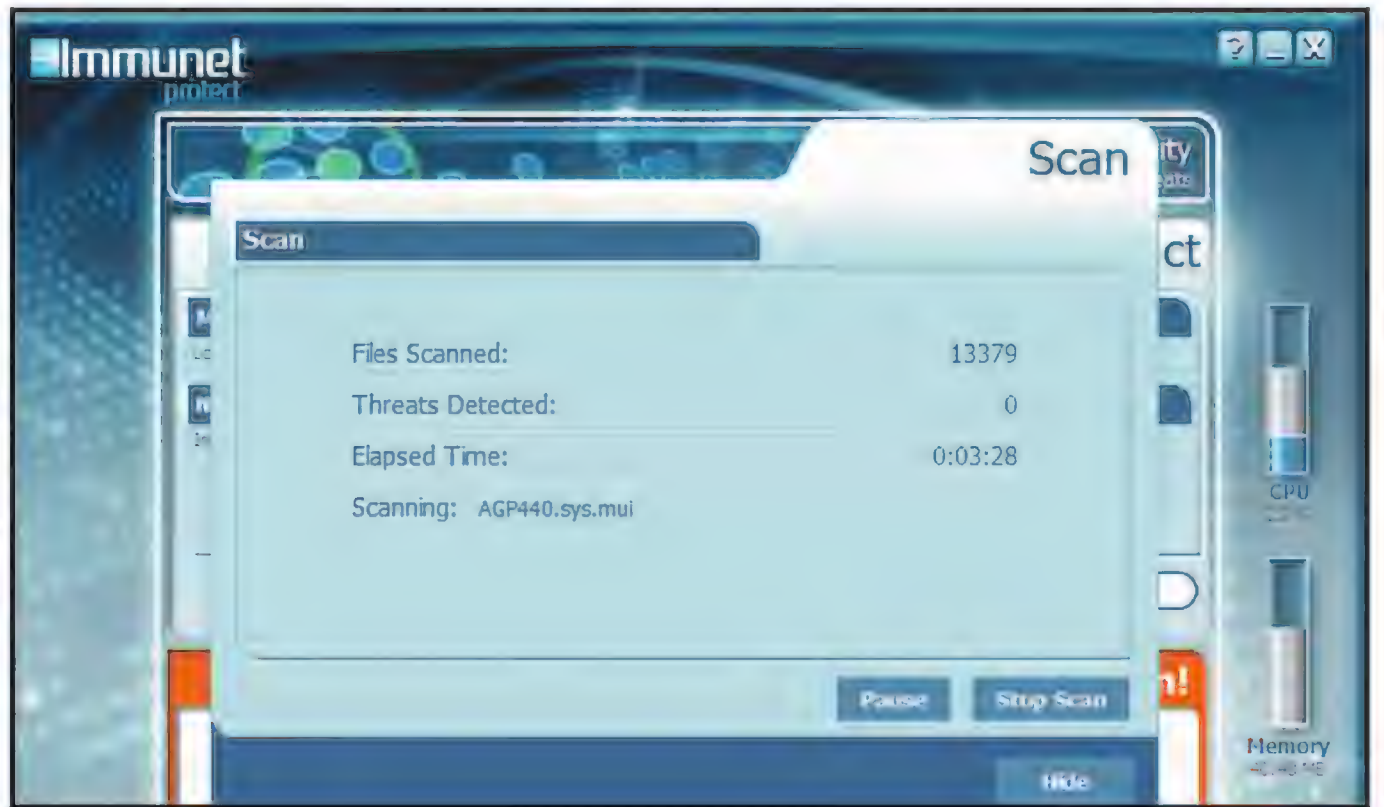 Immunet
protect
? _ X
Scan
ity
Scan
ct
Files Scanned: 13379
Threats Detected: 0
Elapsed Time: 0:03:28
Scanning: AGP440.sys.mui
CPU
n!
Pause Stop Scan
Memory
Hide